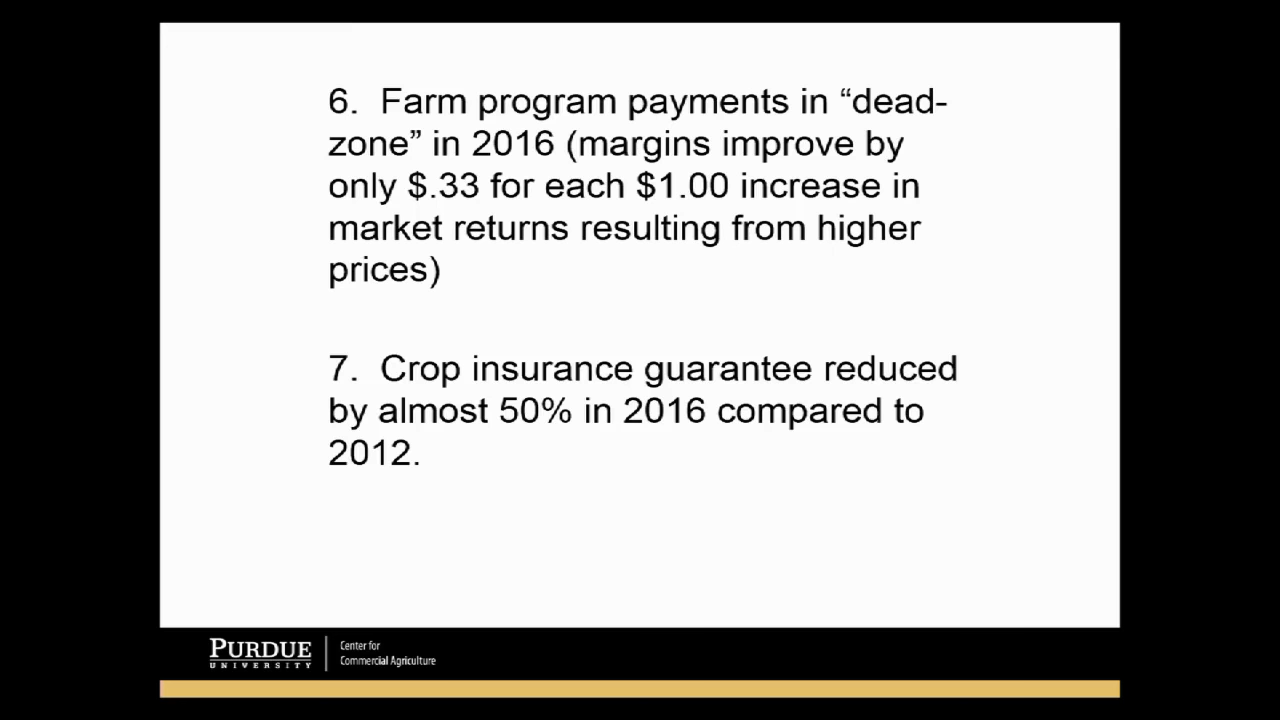 6. Farm program payments in “dead-
zone” in 2016 (margins improve by
only $.33 for each $1.00 increase in
market returns resulting from higher
prices)
7. Crop insurance guarantee reduced
by almost 50% in 2016 compared to
2012.
PURDUE
UNIVERSITY
Center for
Commercial Agriculture